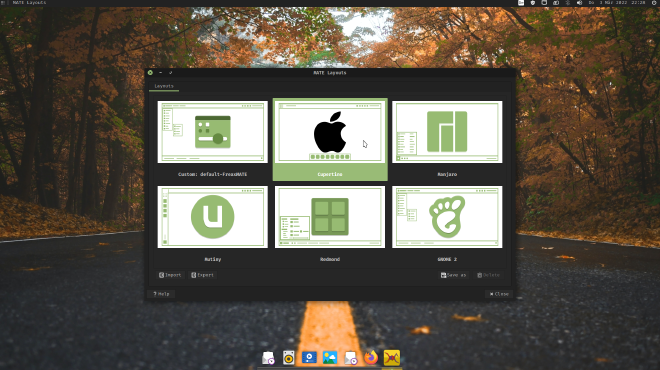 MATE Layouts
Do. 3 Mär 2022 22:28
MATE Layouts
Layouts
Custom: default-FreaxMATE
Cupertino
Manjaro
Mutiny
Redmond
GNOME 2
Import
Export
Save as
Delete
Help
Close